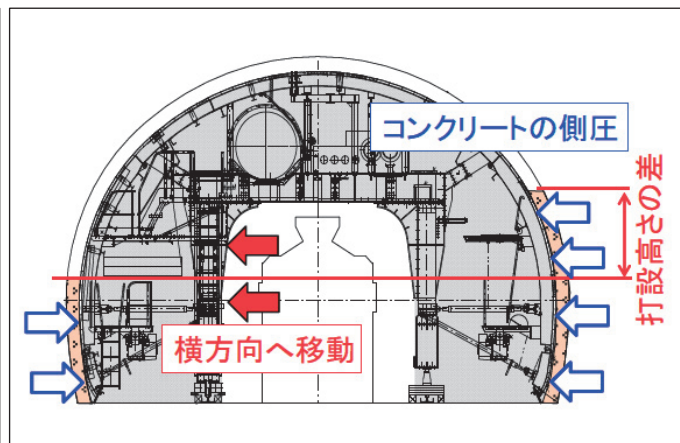 コンクリートの側圧
打設高さの差
横方向へ移動